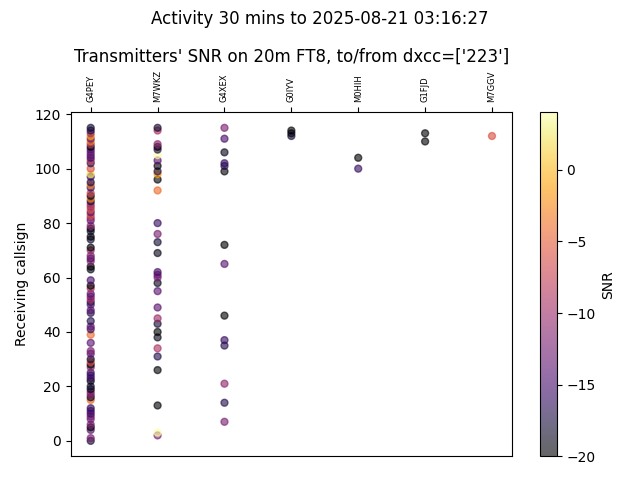 Activity 30 mins to 2025-08-21 03:16:27
Transmitters' SNR on 20m FT8, to/from dxcc=['223']
G4PEY
M7WKZ
G4XEX
G0IYV
M0HIH
G1FJD
M7GGV
120
100
80
60
40
20
0
Receiving callsign
0
−5
−10
−15
−20
SNR